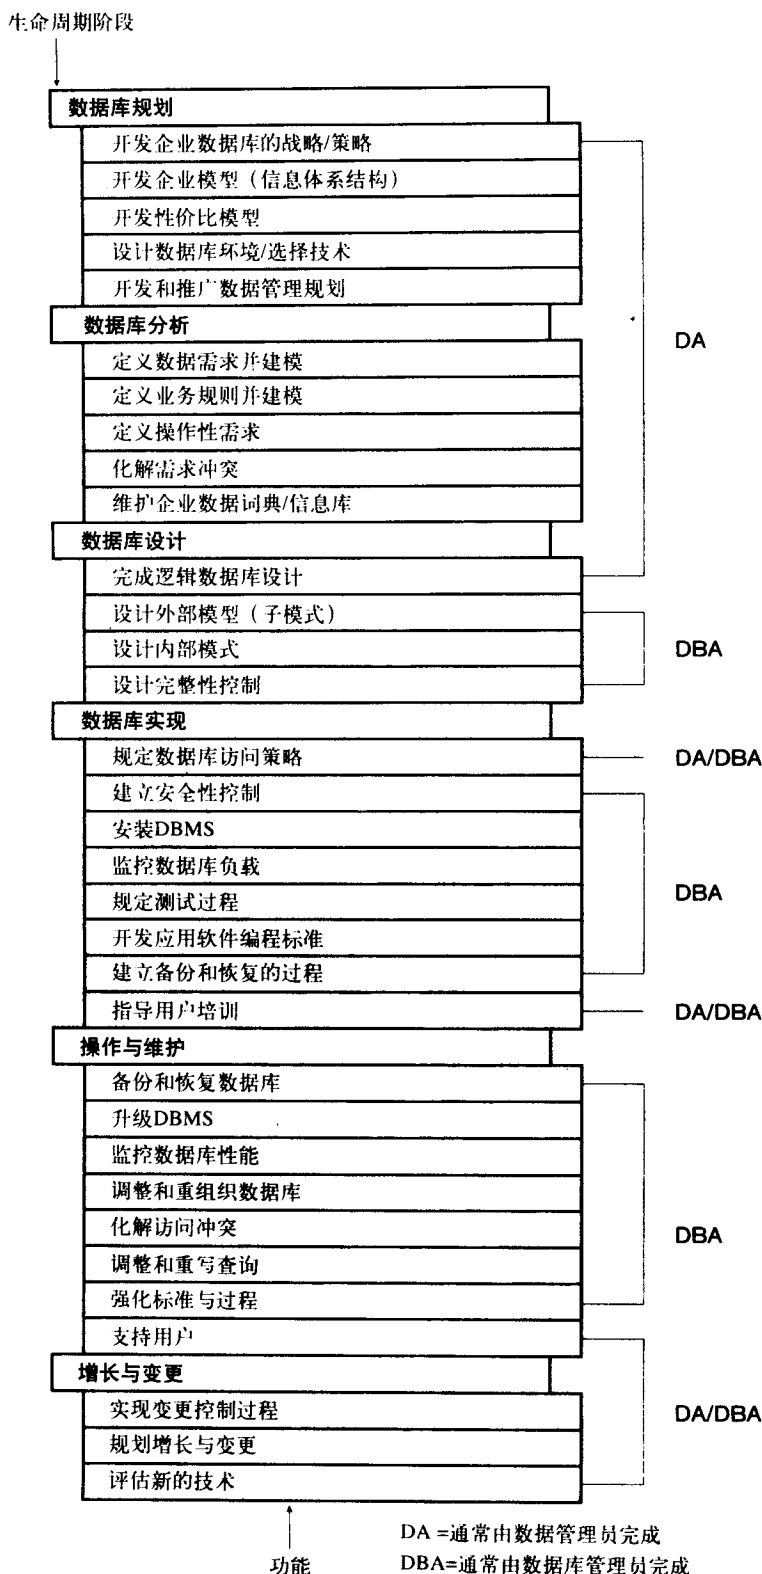 生命周期阶段
数据库规划
开发企业数据库的战略/策略
开发企业模型（信息体系结构）
开发性价比模型
设计数据库环境/选择技术
开发和推广数据管理规划
数据库分析
DA
定义数据需求并建模
定义业务规则并建模
定义操作性需求
化解需求冲突
维护企业数据词典/信息库
数据库设计
完成逻辑数据库设计
设计外部模型（子模式）
设计内部模式
DBA
设计完整性控制
数据库实现
规定数据库访问策略
DA/DBA
建立安全性控制
安装DBMS
监控数据库负载
DBA
规定测试过程
开发应用软件编程标准
建立备份和恢复的过程
指导用户培训
DA/DBA
操作与维护
备份和恢复数据库
升级DBMS
监控数据库性能
调整和重组织数据库
化解访问冲突
DBA
调整和重写查询
强化标准与过程
支持用户
增长与变更
实现变更控制过程
DA/DBA
规划增长与变更
评估新的技术
功能
DA =通常由数据管理员完成
DBA=通常由数据库管理员完成